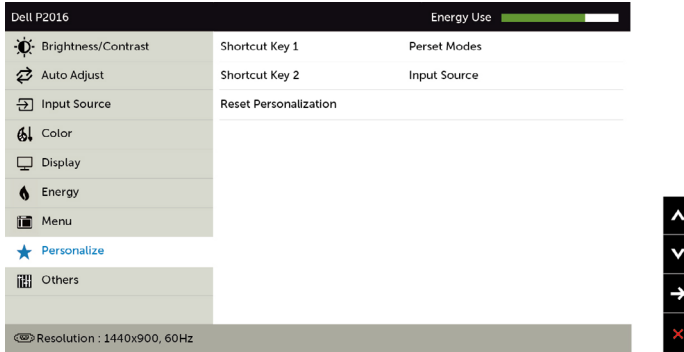 Dell P2016 Energy Use
Brightness/Contrast Shortcut Key 1 Perset Modes
Auto Adjust Shortcut Key 2 Input Source
Input Source Reset Personalization
Color
Display
Energy
Menu
Personalize
Others
Resolution : 1440x900, 60Hz